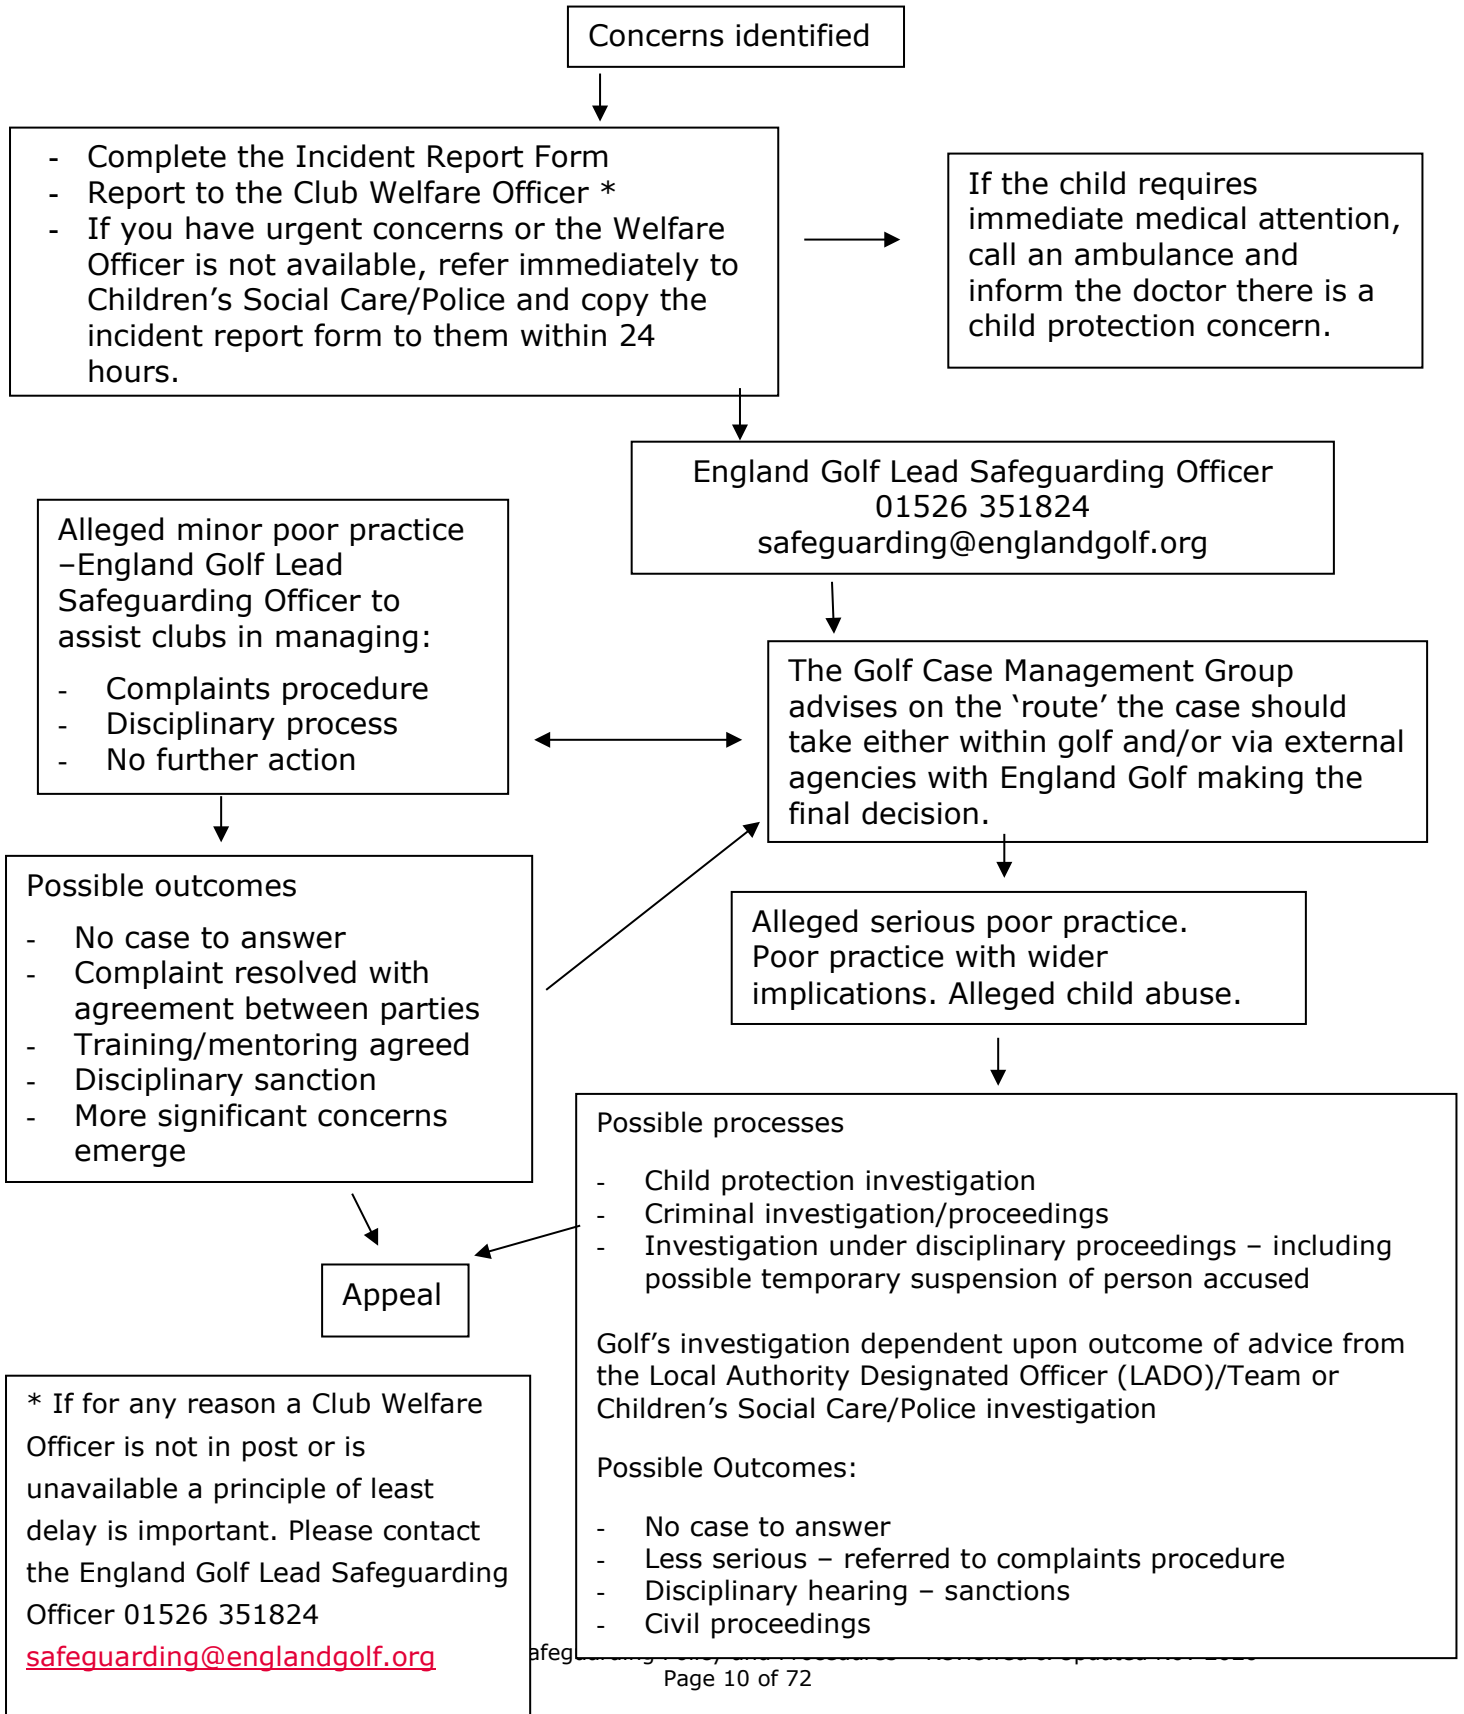 Concerns identified
- Complete the Incident Report Form
- Report to the Club Welfare Officer *
- If you have urgent concerns or the Welfare
Officer is not available, refer immediately to
Children’s Social Care/Police and copy the
incident report form to them within 24
hours.
If the child requires
immediate medical attention,
call an ambulance and
inform the doctor there is a
child protection concern.
England Golf Lead Safeguarding Officer
01526 351824
safeguarding@englandgolf.org
Alleged minor poor practice
–England Golf Lead
Safeguarding Officer to
assist clubs in managing:
- Complaints procedure
- Disciplinary process
- No further action
The Golf Case Management Group
advises on the ‘route’ the case should
take either within golf and/or via external
agencies with England Golf making the
final decision.
Possible outcomes
- No case to answer
- Complaint resolved with
agreement between parties
- Training/mentoring agreed
- Disciplinary sanction
- More significant concerns
emerge
Alleged serious poor practice.
Poor practice with wider
implications. Alleged child abuse.
Possible processes
- Child protection investigation
- Criminal investigation/proceedings
- Investigation under disciplinary proceedings – including
possible temporary suspension of person accused
Golf’s investigation dependent upon outcome of advice from
the Local Authority Designated Officer (LADO)/Team or
Children’s Social Care/Police investigation
Possible Outcomes:
- No case to answer
- Less serious – referred to complaints procedure
- Disciplinary hearing – sanctions
- Civil proceedings
Appeal
* If for any reason a Club Welfare
Officer is not in post or is
unavailable a principle of least
delay is important. Please contact
the England Golf Lead Safeguarding
Officer 01526 351824
safeguarding@englandgolf.org
Page 10 of 72